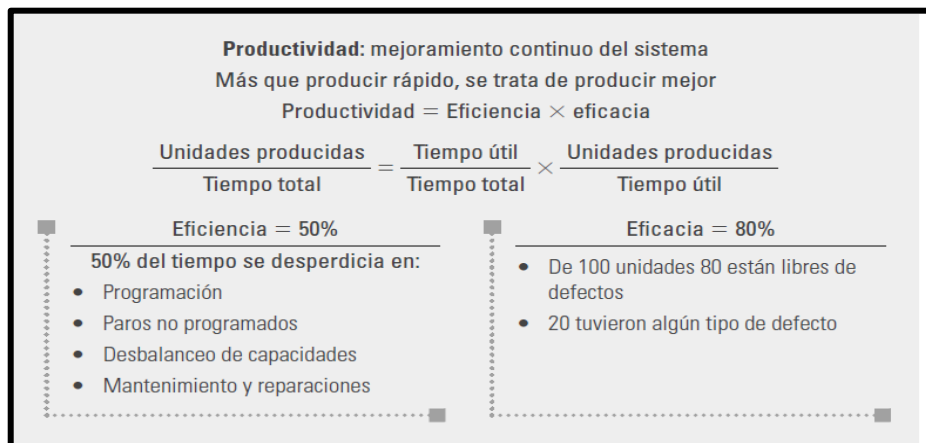 Productividad: mejoramiento continuo del sistema
Más que producir rápido, se trata de producir mejor
Productividad = Eficiencia × eficacia
Unidades producidas / Tiempo total = Tiempo útil / Tiempo total × Unidades producidas / Tiempo útil
Eficiencia = 50%
50% del tiempo se desperdicia en:
• Programación
• Paros no programados
• Desbalanceo de capacidades
• Mantenimiento y reparaciones
Eficacia = 80%
• De 100 unidades 80 están libres de
defectos
• 20 tuvieron algún tipo de defecto